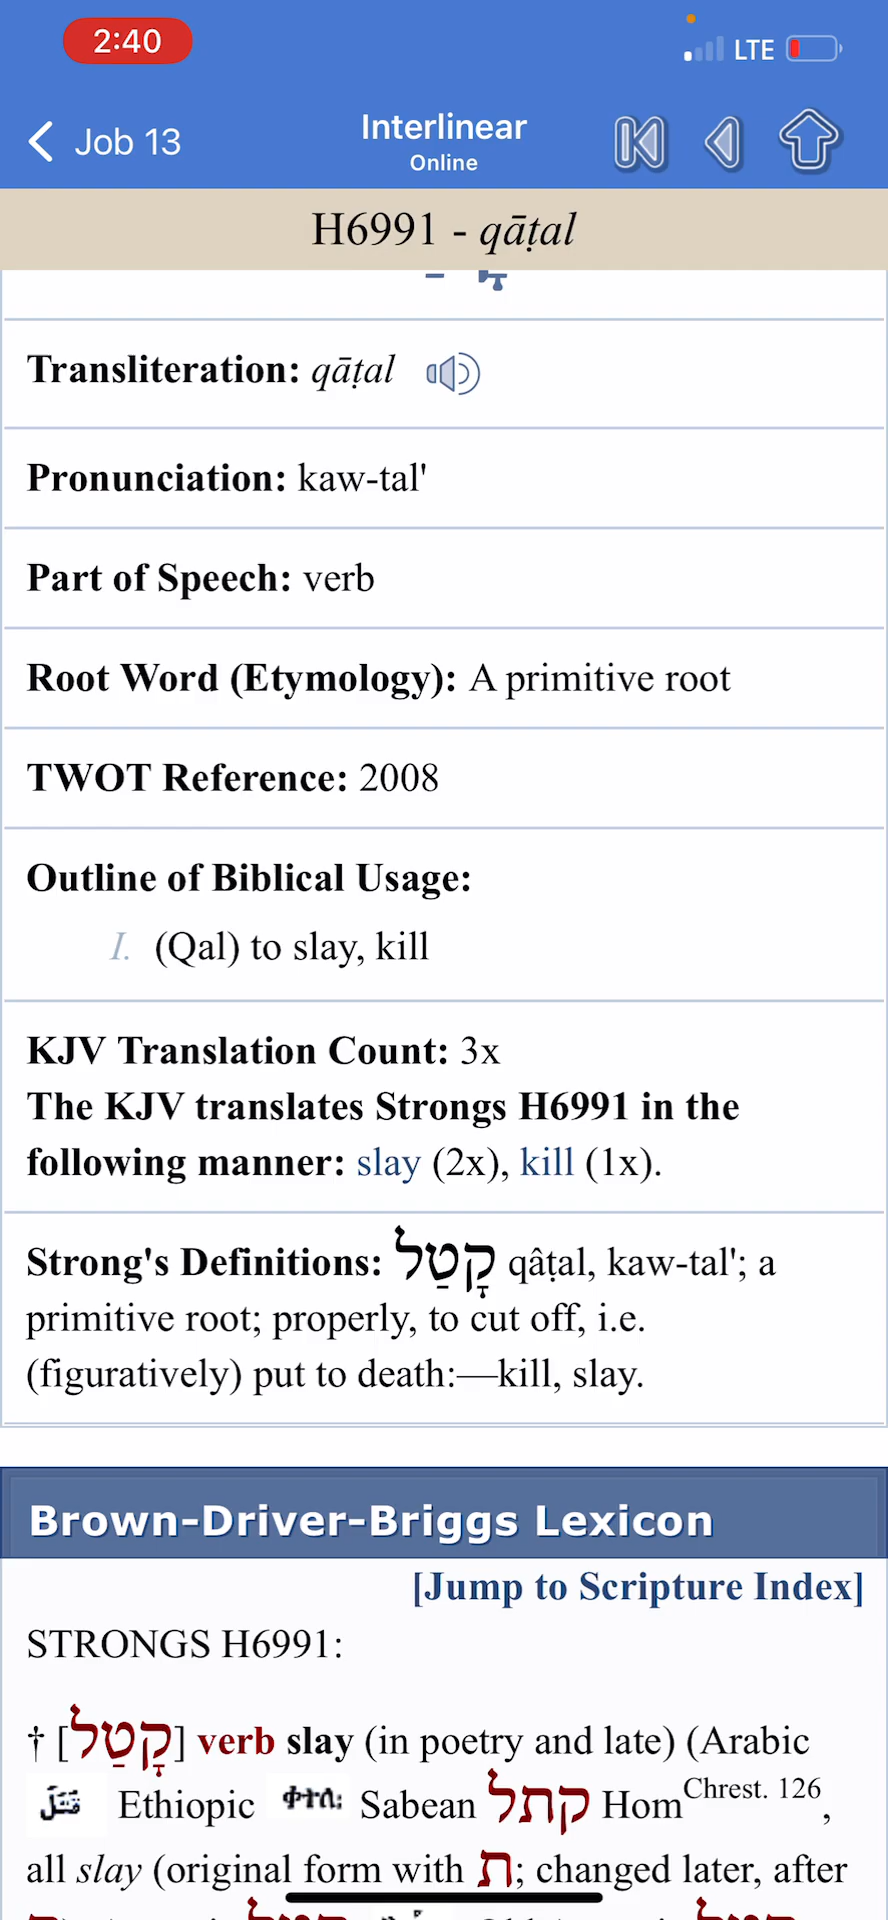 2:40
LTE
Job 13
Interlinear
Online
H6991 - qāṭal
Transliteration: qāṭal
Pronunciation: kaw-tal'
Part of Speech: verb
Root Word (Etymology): A primitive root
TWOT Reference: 2008
Outline of Biblical Usage:
I. (Qal) to slay, kill
KJV Translation Count: 3x
The KJV translates Strongs H6991 in the
following manner: slay (2x), kill (1x).
Strong's Definitions: קָטַל qâṭal, kaw-tal'; a
primitive root; properly, to cut off, i.e.
(figuratively) put to death:—kill, slay.
Brown-Driver-Briggs Lexicon
[Jump to Scripture Index]
STRONGS H6991:
† [קָטַל] verb slay (in poetry and late) (Arabic
Ethiopic ቀተለ: Sabean קתל Hom Chrest. 126,
all slay (original form with ת; changed later, after